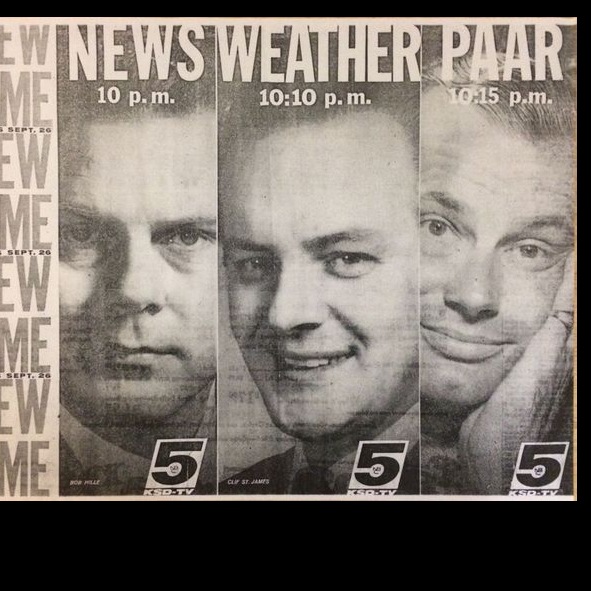 EW
ME
SEPT. 26
EW
ME
SEPT. 26
EW
ME
SEPT. 26
EW
ME
NEWS
10 p.m.
BOB HILLE
5
KSD-TV
WEATHER
10:10 p.m.
CLIF ST. JAMES
5
KSD-TV
PAAR
10:15 p.m.
5
KSD-TV